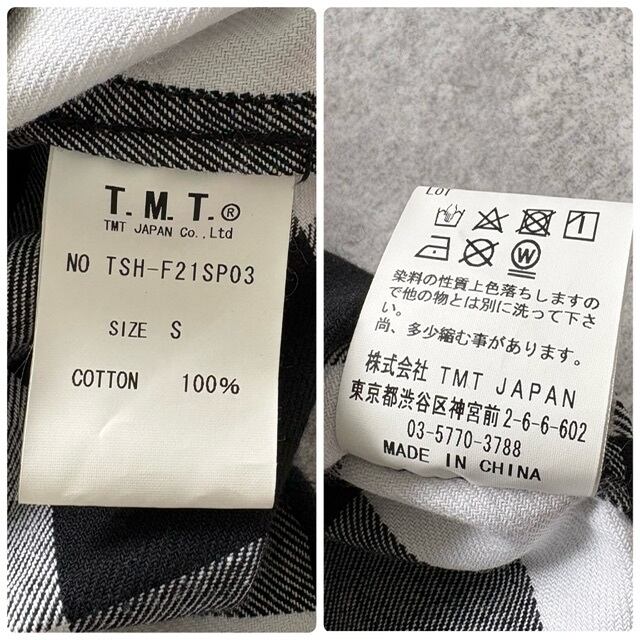 T.M.T.®
TMT JAPAN Co.,Ltd
NO TSH-F21SP03
SIZE S
COTTON 100%
LOT
W
染料の性質上色落ちしますの
で他の物とは別に洗って下さ
い。
尚、多少縮む事があります。
株式会社 TMT JAPAN
東京都渋谷区神宮前2-6-6-602
03-5770-3788
MADE IN CHINA